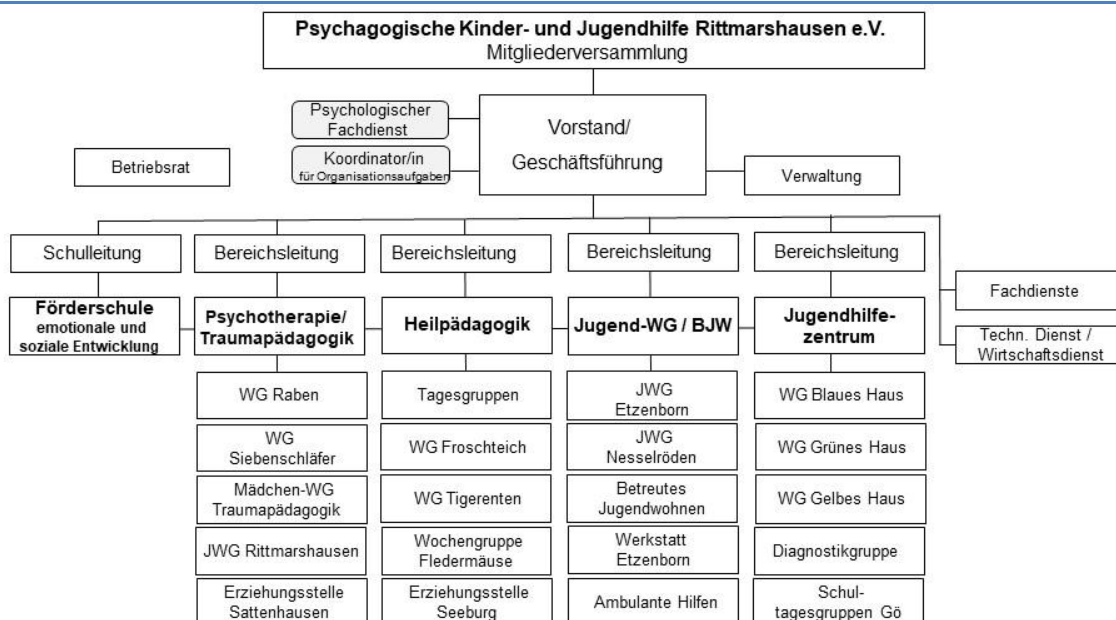 Psychagogische Kinder- und Jugendhilfe Rittmarshausen e.V.
Mitgliederversammlung
Psychologischer
Fachdienst
Vorstand/
Geschäftsführung
Koordinator/in
für Organisationsaufgaben
Betriebsrat
Verwaltung
Schulleitung
Bereichsleitung
Bereichsleitung
Bereichsleitung
Bereichsleitung
Fachdienste
Techn. Dienst /
Wirtschaftsdienst
Förderschule
emotionale und
soziale Entwicklung
Psychotherapie/
Traumapädagogik
Heilpädagogik
Jugend-WG / BJW
Jugendhilfe-
zentrum
WG Raben
Tagesgruppen
JWG
Etzenborn
WG Blaues Haus
WG
Siebenschläfer
WG Froschteich
JWG
Nesselröden
WG Grünes Haus
Mädchen-WG
Traumapädagogik
WG Tigerenten
Betreutes
Jugendwohnen
WG Gelbes Haus
JWG Rittmarshausen
Wochengruppe
Fledermäuse
Werkstatt
Etzenborn
Diagnostikgruppe
Erziehungsstelle
Sattenhausen
Erziehungsstelle
Seeburg
Ambulante Hilfen
Schul-
tagesgruppen Gö